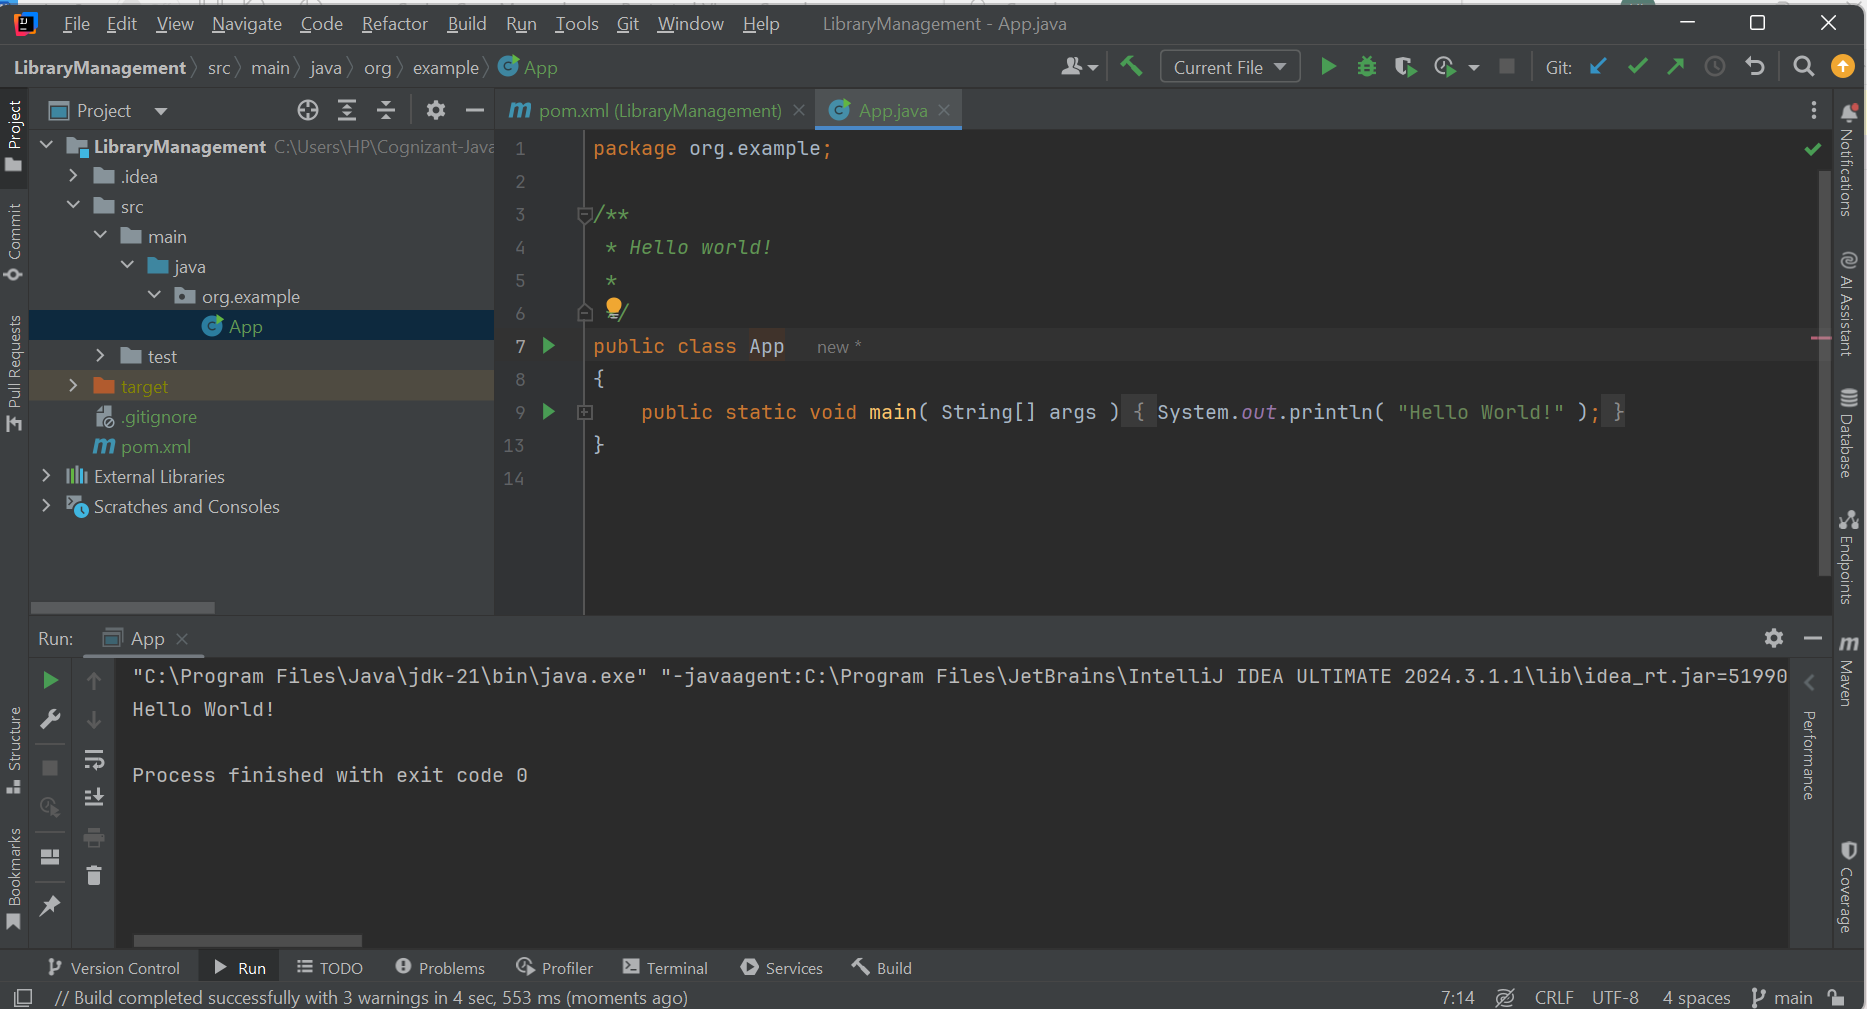 File Edit View Navigate Code Refactor Build Run Tools Git Window Help LibraryManagement - App.java
LibraryManagement src main java org example App Current File Git:
Project
pom.xml (LibraryManagement) App.java
LibraryManagement C:\Users\HP\Cognizant-Java
.idea
src
main
java
org.example
App
test
target
.gitignore
pom.xml
External Libraries
Scratches and Consoles
1 package org.example;
2
3 /**
4 * Hello world!
5 *
6 */
7 public class App new *
8 {
9 public static void main( String[] args ) { System.out.println( "Hello World!" ); }
13 }
14
Project
Commit
Pull Requests
Structure
Bookmarks
Notifications
AI Assistant
Database
Endpoints
Maven
Coverage
Run: App
"C:\Program Files\Java\jdk-21\bin\java.exe" "-javaagent:C:\Program Files\JetBrains\IntelliJ IDEA ULTIMATE 2024.3.1.1\lib\idea_rt.jar=51990
Hello World!
Process finished with exit code 0
Performance
Version Control Run TODO Problems Profiler Terminal Services Build
// Build completed successfully with 3 warnings in 4 sec, 553 ms (moments ago) 7:14 CRLF UTF-8 4 spaces main